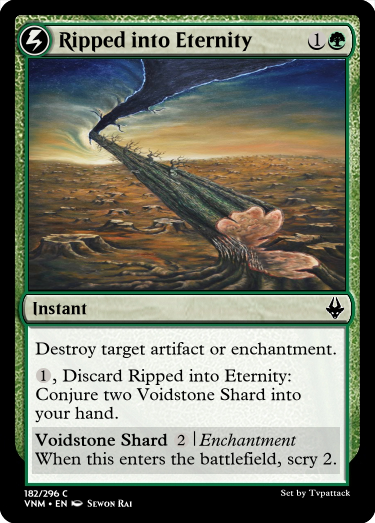 Ripped into Eternity 1
Instant
Destroy target artifact or enchantment.
1, Discard Ripped into Eternity:
Conjure two Voidstone Shard into
your hand.
Voidstone Shard 2 | Enchantment
When this enters the battlefield, scry 2.
182/296 C
VNM • EN Sewon Rai
Set by Tvpattack